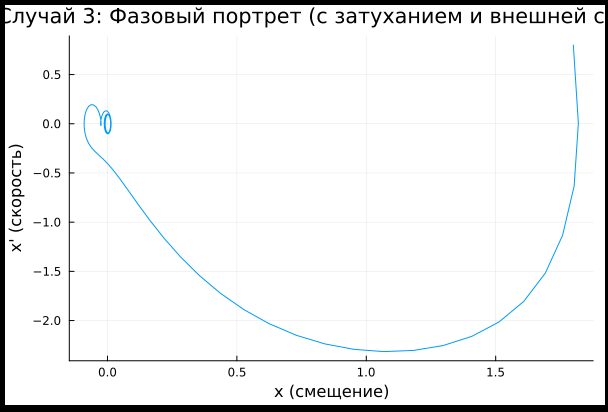 Случай 3: Фазовый портрет (с затуханием и внешней с
x' (скорость)
0.5
0.0
−0.5
−1.0
−1.5
−2.0
0.0 0.5 1.0 1.5
x (смещение)